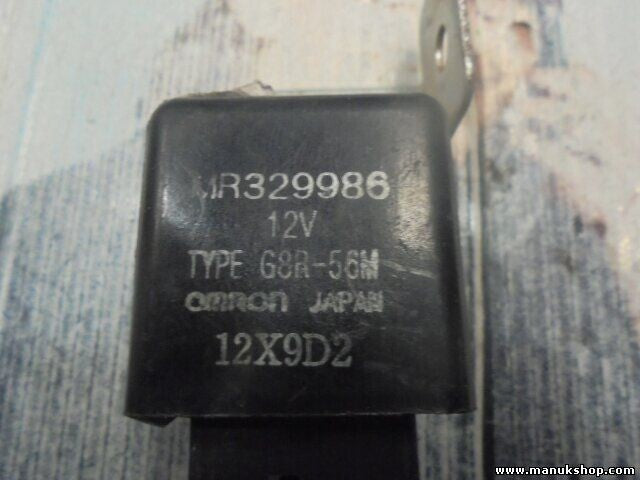 MR329986
12V
TYPE G8R-56M
omron JAPAN
12X9D2
www.manukshop.com